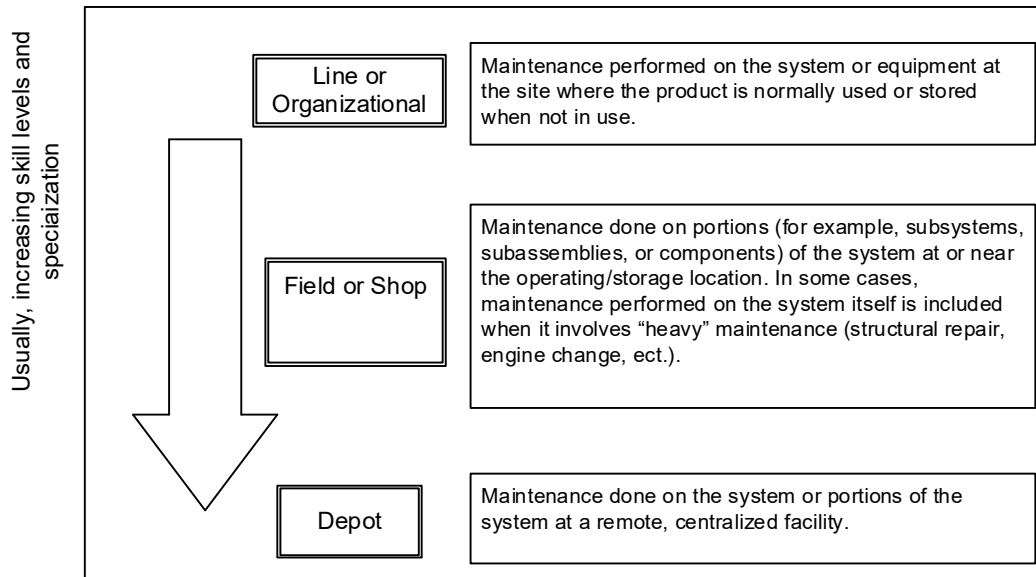 Usually, increasing skill levels and
speciaization
Line or
Organizational
Maintenance performed on the system or equipment at
the site where the product is normally used or stored
when not in use.
Field or Shop
Maintenance done on portions (for example, subsystems,
subassemblies, or components) of the system at or near
the operating/storage location. In some cases,
maintenance performed on the system itself is included
when it involves “heavy” maintenance (structural repair,
engine change, ect.).
Depot
Maintenance done on the system or portions of the
system at a remote, centralized facility.